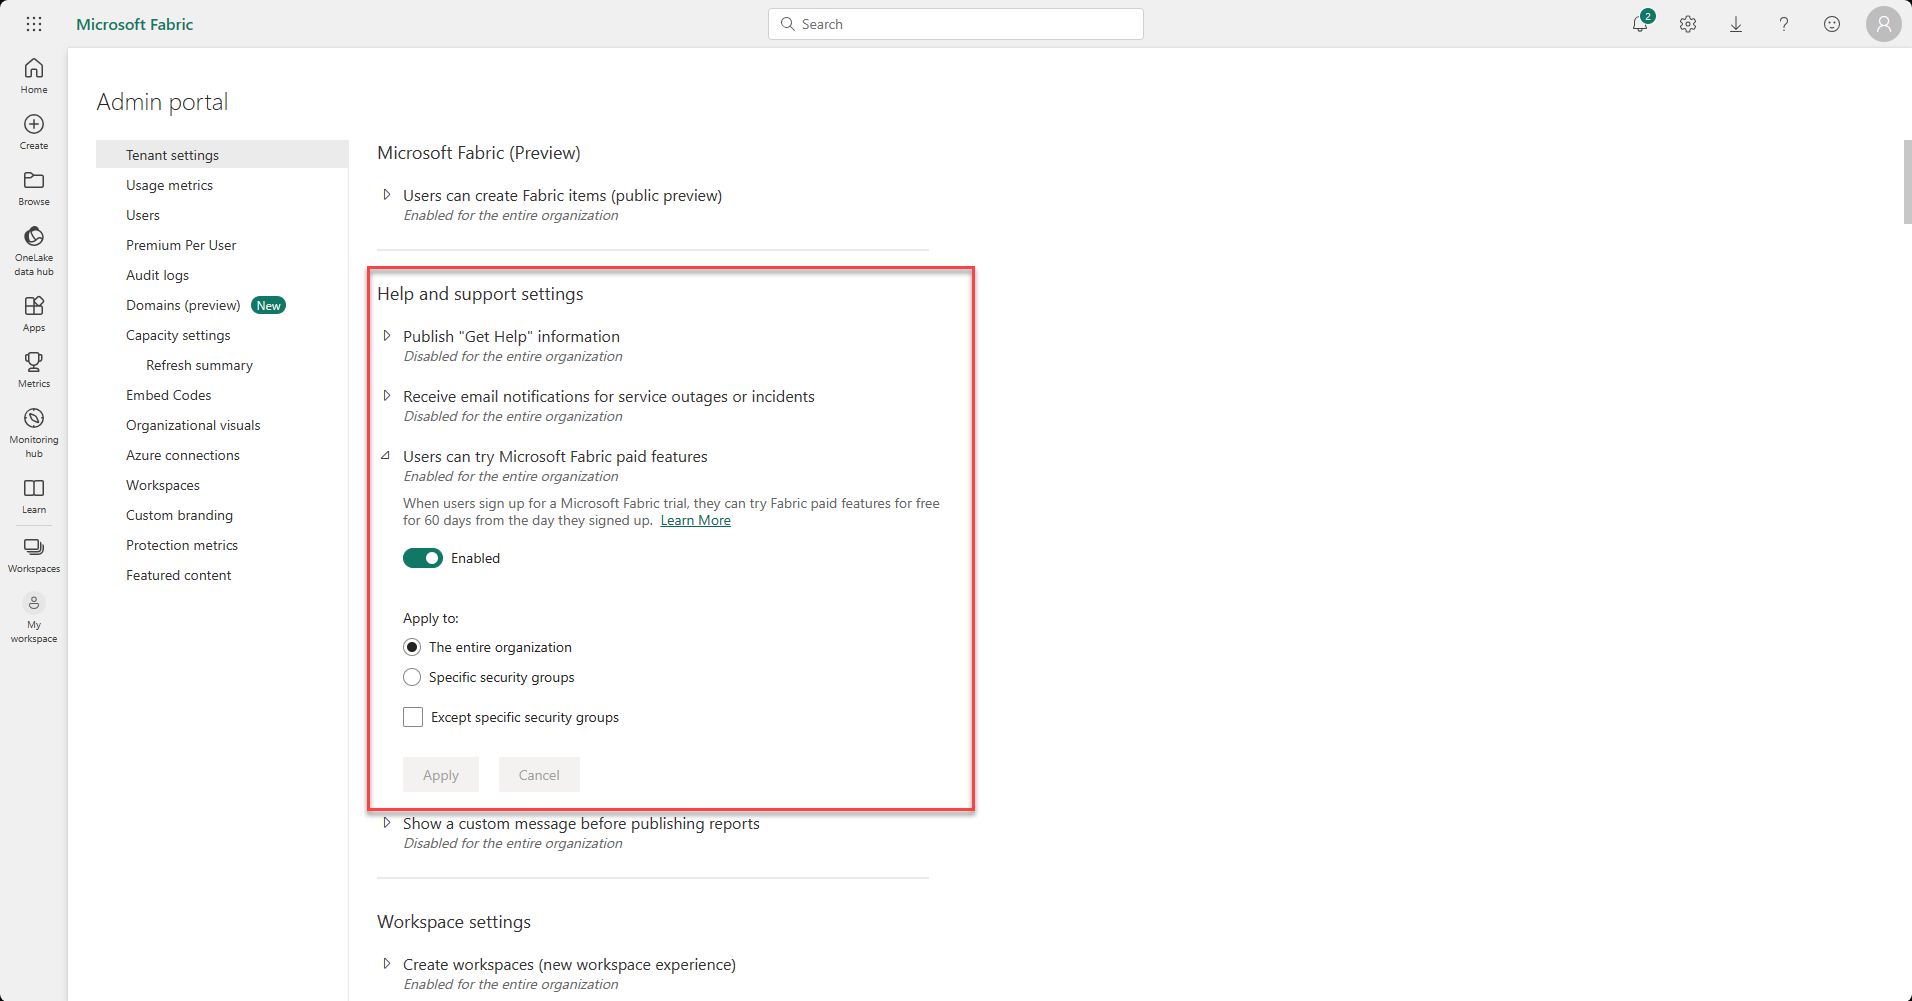 Microsoft Fabric
Search
2
Home
Create
Browse
OneLake
data hub
Apps
Metrics
Monitoring
hub
Learn
Workspaces
My
workspace
Admin portal
Tenant settings
Usage metrics
Users
Premium Per User
Audit logs
Domains (preview) New
Capacity settings
Refresh summary
Embed Codes
Organizational visuals
Azure connections
Workspaces
Custom branding
Protection metrics
Featured content
Microsoft Fabric (Preview)
Users can create Fabric items (public preview)
Enabled for the entire organization
Help and support settings
Publish "Get Help" information
Disabled for the entire organization
Receive email notifications for service outages or incidents
Disabled for the entire organization
Users can try Microsoft Fabric paid features
Enabled for the entire organization
When users sign up for a Microsoft Fabric trial, they can try Fabric paid features for free
for 60 days from the day they signed up. Learn More
Enabled
Apply to:
The entire organization
Specific security groups
Except specific security groups
Apply Cancel
Show a custom message before publishing reports
Disabled for the entire organization
Workspace settings
Create workspaces (new workspace experience)
Enabled for the entire organization